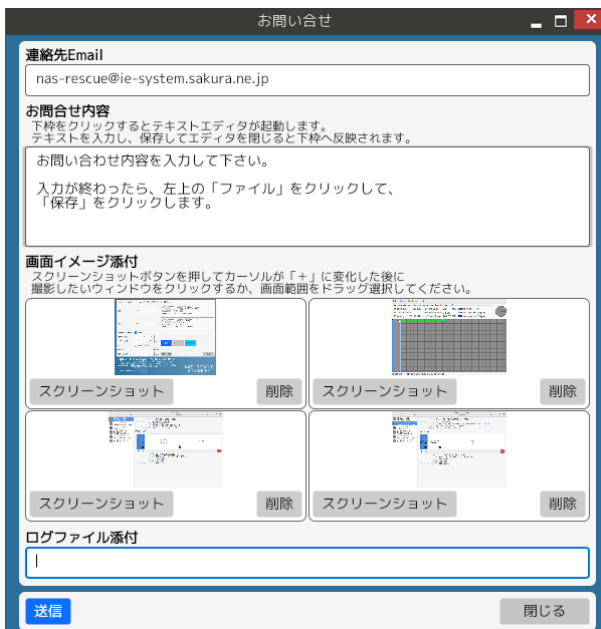 お問い合せ
連絡先Email
nas-rescue@ie-system.sakura.ne.jp
お問合せ内容
下枠をクリックするとテキストエディタが起動します。
テキストを入力し、保存してエディタを閉じると下枠へ反映されます。
お問い合わせ内容を入力して下さい。
入力が終わったら、左上の「ファイル」をクリックして、
「保存」をクリックします。
画面イメージ添付
スクリーンショットボタンを押してカーソルが「+」に変化した後に
撮影したいウィンドウをクリックするか、画面範囲をドラッグ選択してください。
スクリーンショット 削除 スクリーンショット 削除
スクリーンショット 削除 スクリーンショット 削除
ログファイル添付
送信 閉じる